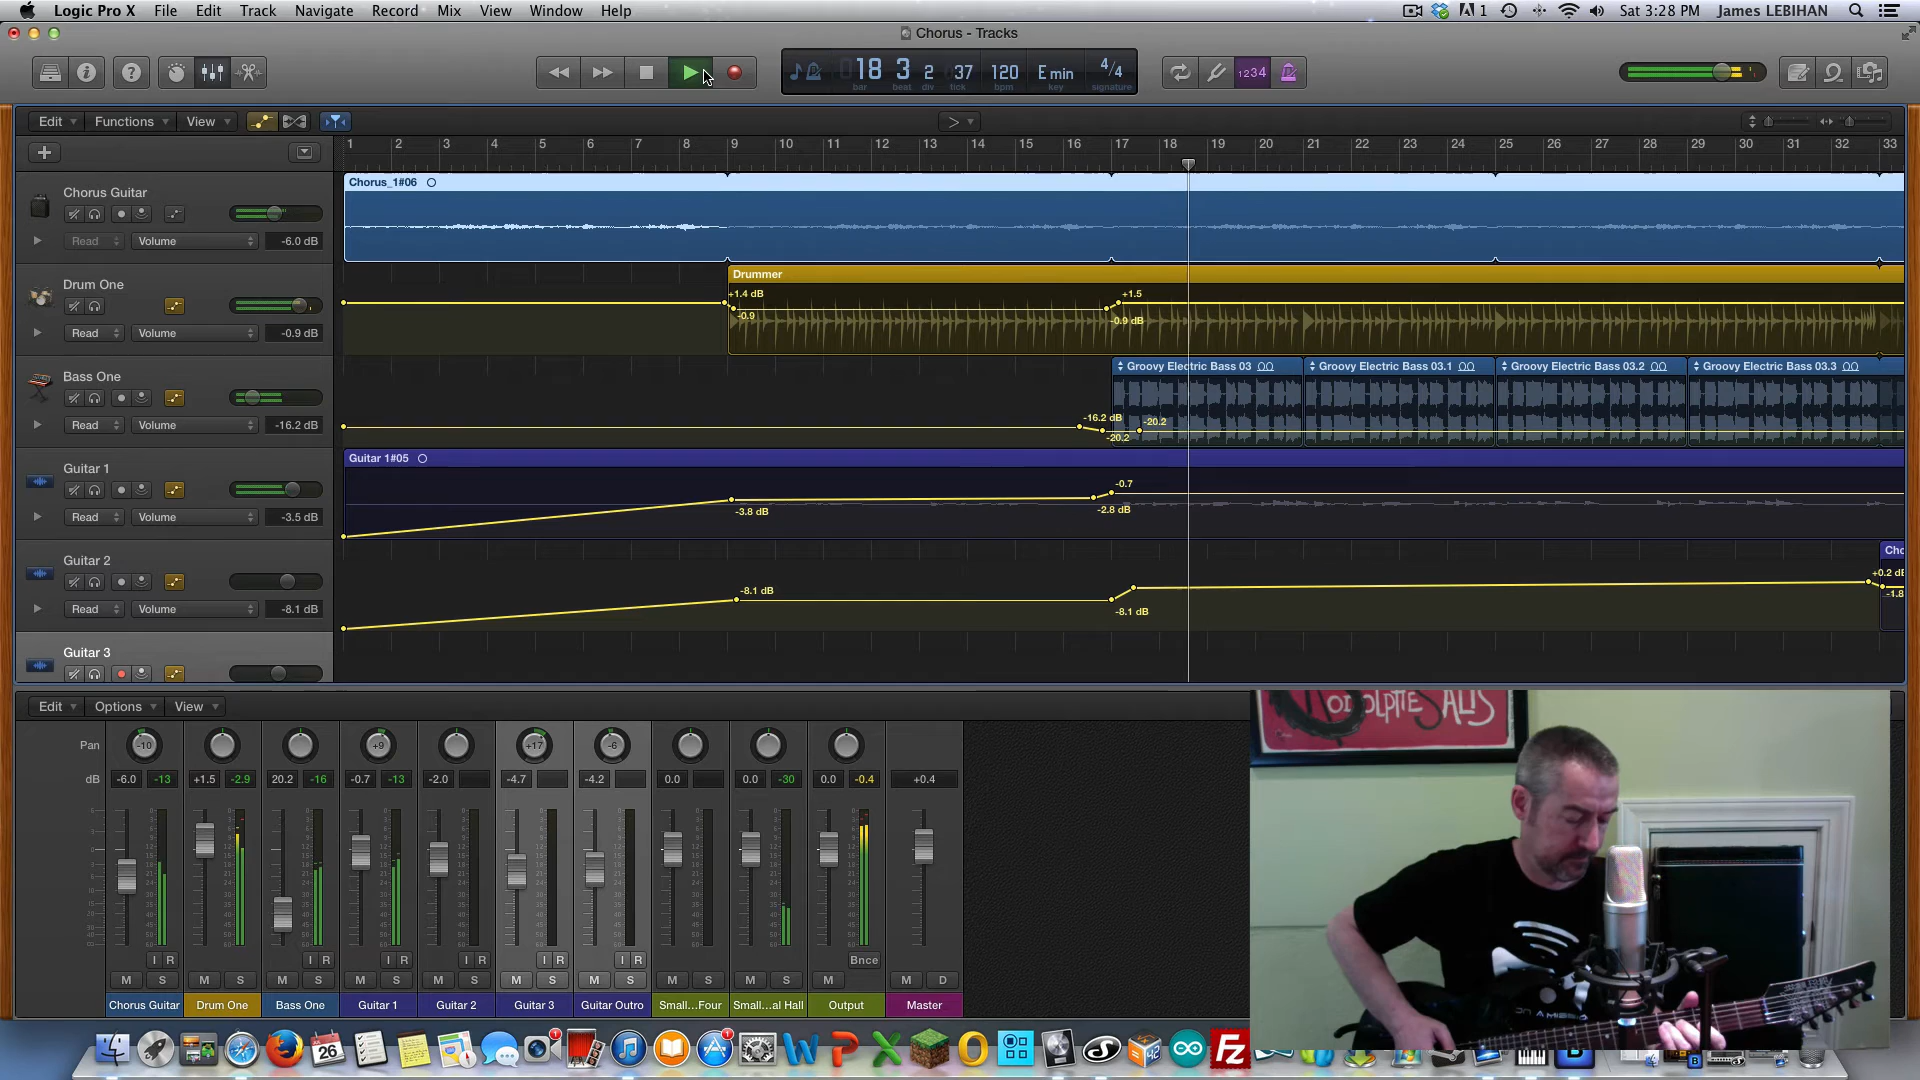 Logic Pro X File Edit Track Navigate Record Mix View Window Help 1 Sat 3:28 PM James LEBIHAN
Chorus - Tracks
18 3 2 37 120 E min 4/4 1234
bar beat div tick bpm key signature
Edit Functions View
1 2 3 4 5 6 7 8 9 10 11 12 13 14 15 16 17 18 19 20 21 22 23 24 25 26 27 28 29 30 31 32 33
Chorus_1#06
Chorus Guitar
Read Volume -6.0 dB
Drummer
Drum One
+1.4 dB +1.5
-0.9 -0.9 dB
Read Volume -0.9 dB
Groovy Electric Bass 03 Groovy Electric Bass 03.1 Groovy Electric Bass 03.2 Groovy Electric Bass 03.3
Bass One
Read Volume -16.2 dB
-16.2 dB -20.2
-20.2
Guitar 1#05
Guitar 1
-0.7
Read Volume -3.5 dB
-3.8 dB -2.8 dB
Guitar 2
Cho
+0.2 dB
-8.1 dB -1.8
Read Volume -8.1 dB
-8.1 dB
Guitar 3
Edit Options View
Pan -10 +9 +17 -6
dB -6.0 -13 +1.5 -2.9 20.2 -16 -0.7 -13 -2.0 -4.7 -4.2 0.0 0.0 -30 0.0 -0.4 +0.4
I R I R I R I R I R I R Bnce
M S M S M S M S M S M S M S M S M S M M D
Chorus Guitar Drum One Bass One Guitar 1 Guitar 2 Guitar 3 Guitar Outro Small...Four Small...al Hall Output Master
RODOLPHE SALIS
JAN
26
Fz